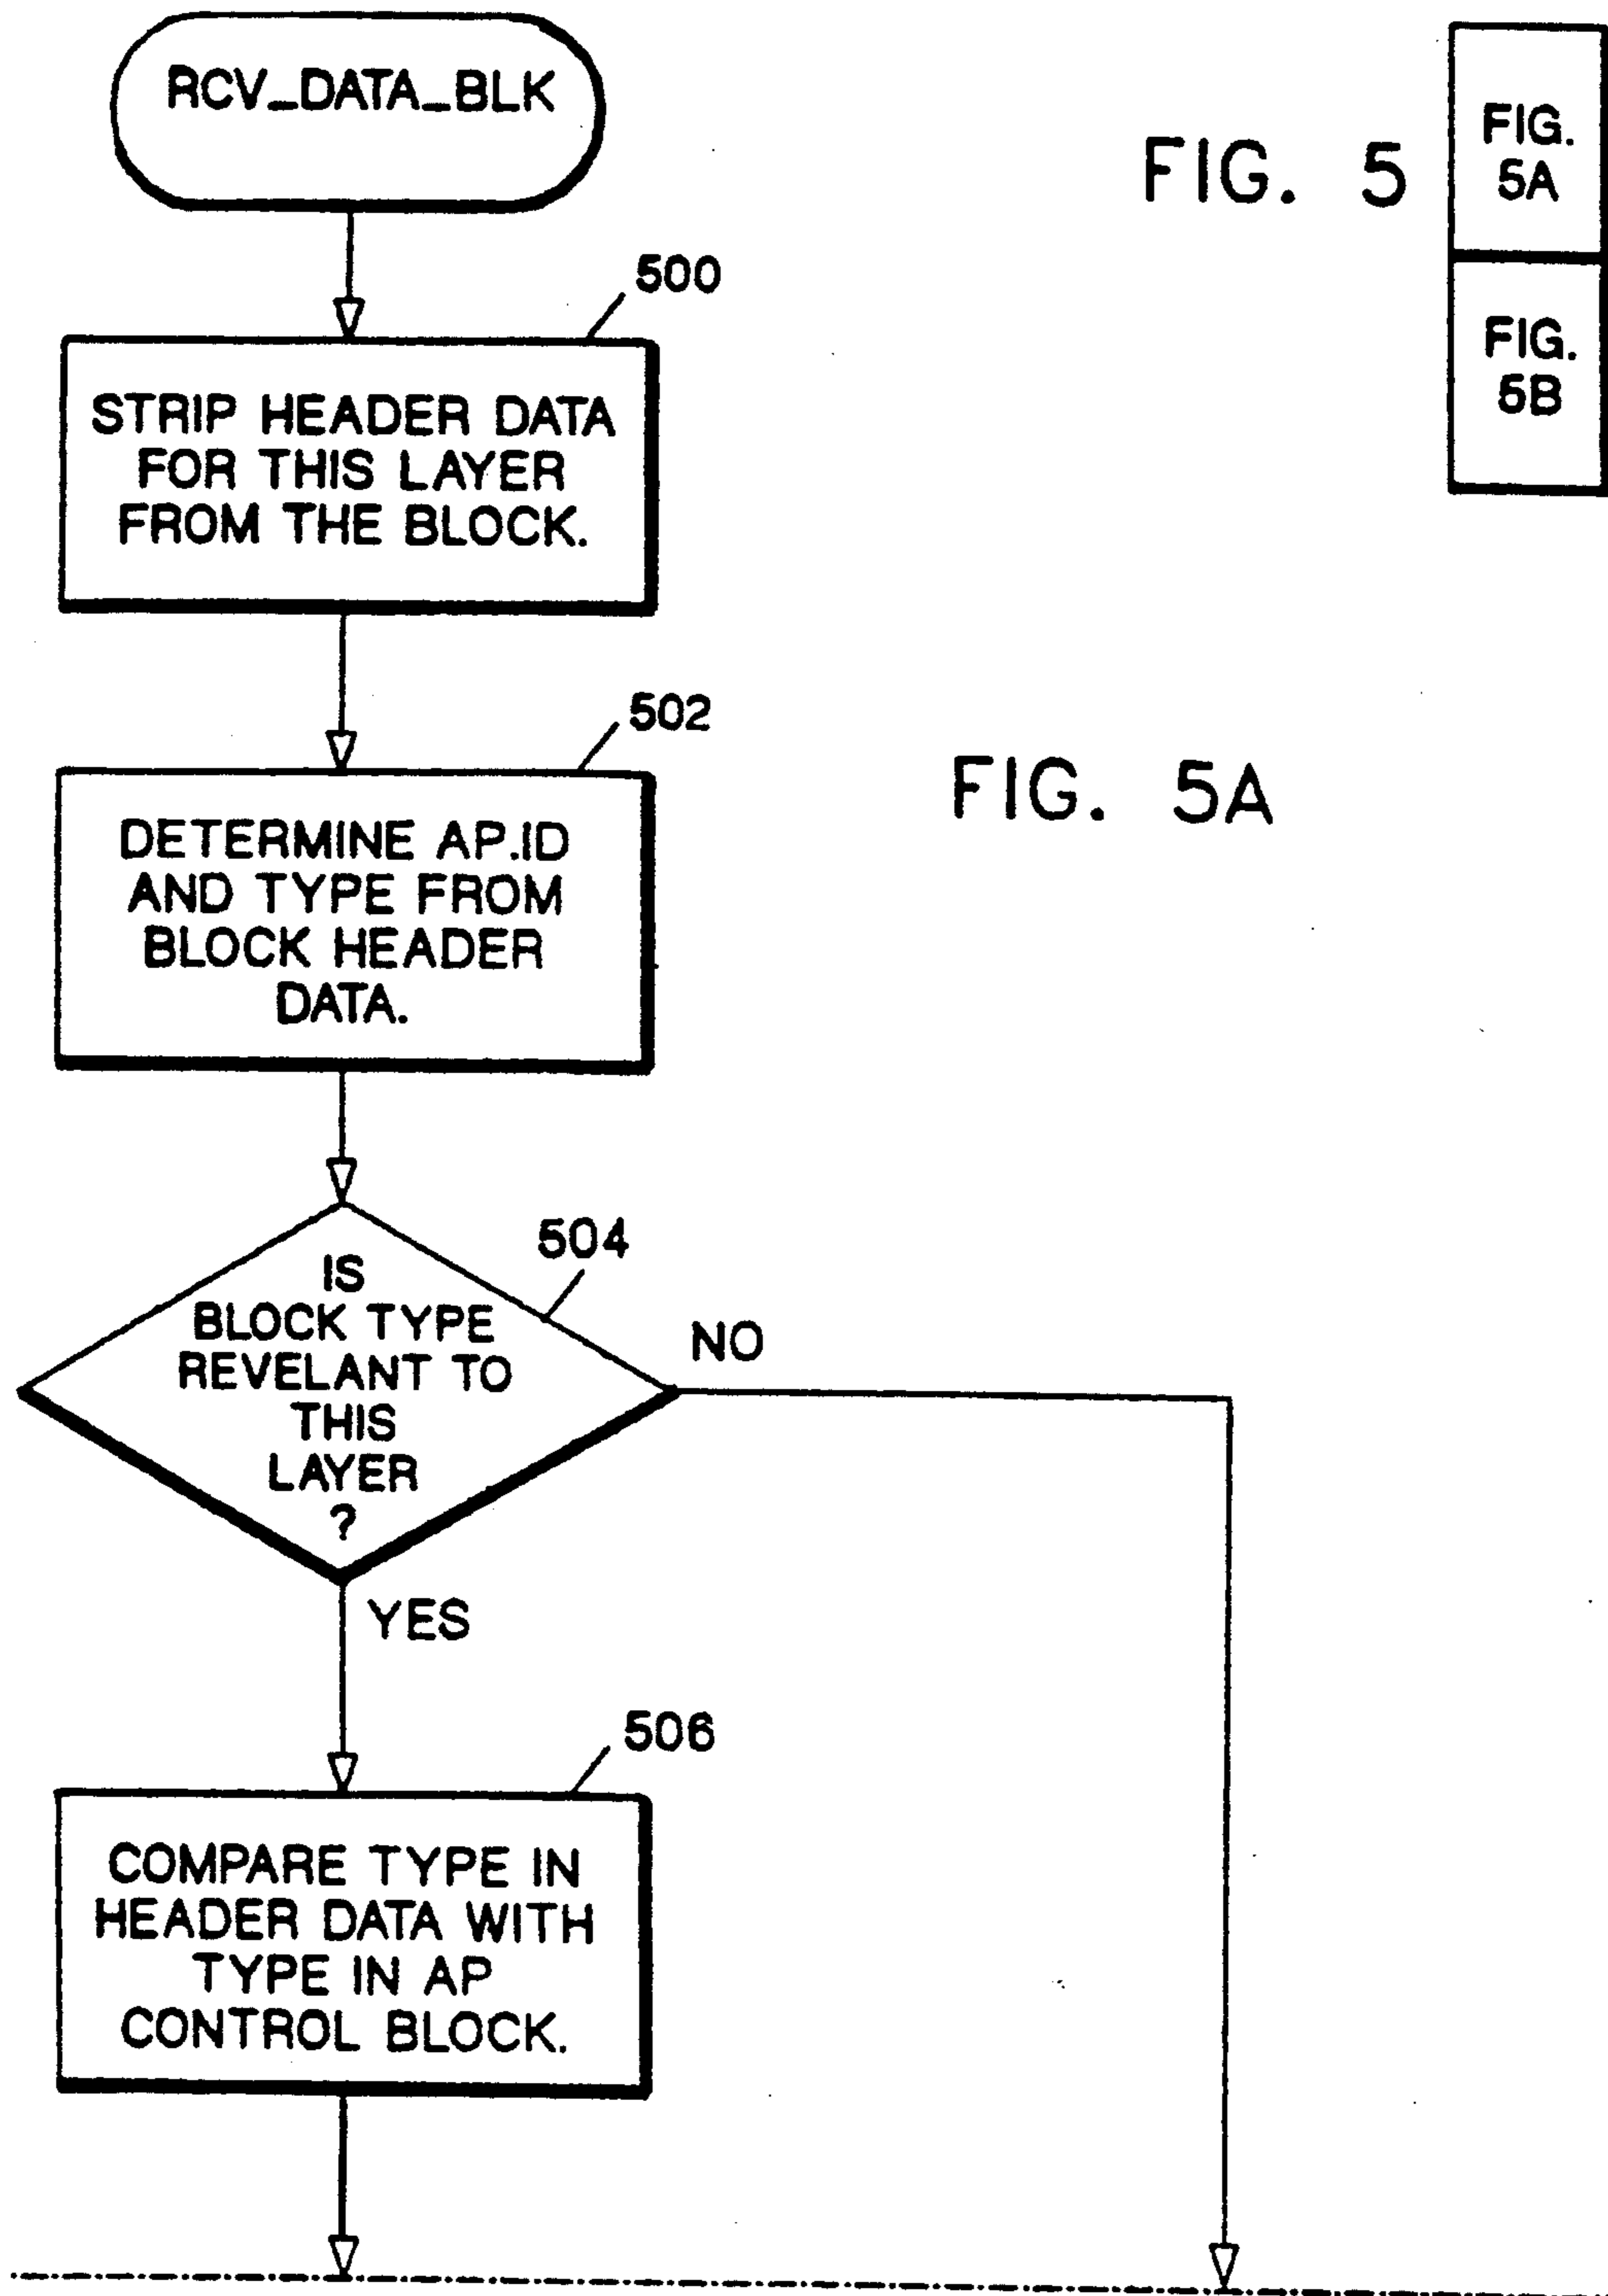 RCV_DATA_BLK
FIG. 5
FIG.
5A
FIG.
5B
500
STRIP HEADER DATA
FOR THIS LAYER
FROM THE BLOCK.
502
DETERMINE AP.ID
AND TYPE FROM
BLOCK HEADER
DATA.
FIG. 5A
504
IS
BLOCK TYPE
REVELANT TO
THIS
LAYER
?
NO
YES
506
COMPARE TYPE IN
HEADER DATA WITH
TYPE IN AP
CONTROL BLOCK.